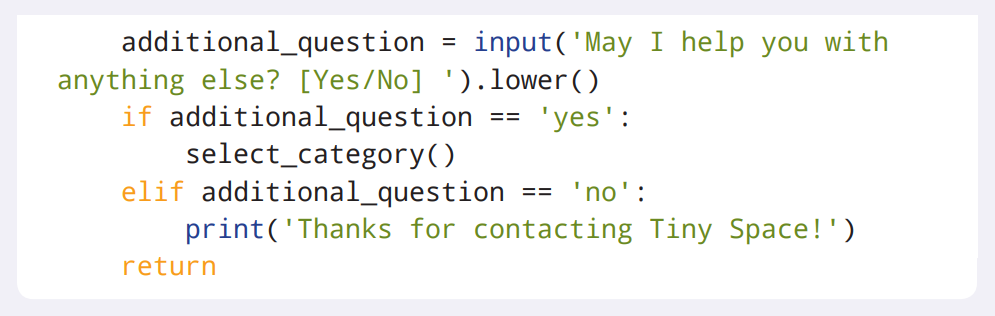 additional_question = input('May I help you with
anything else? [Yes/No] ').lower()
if additional_question == 'yes':
select_category()
elif additional_question == 'no':
print('Thanks for contacting Tiny Space!')
return